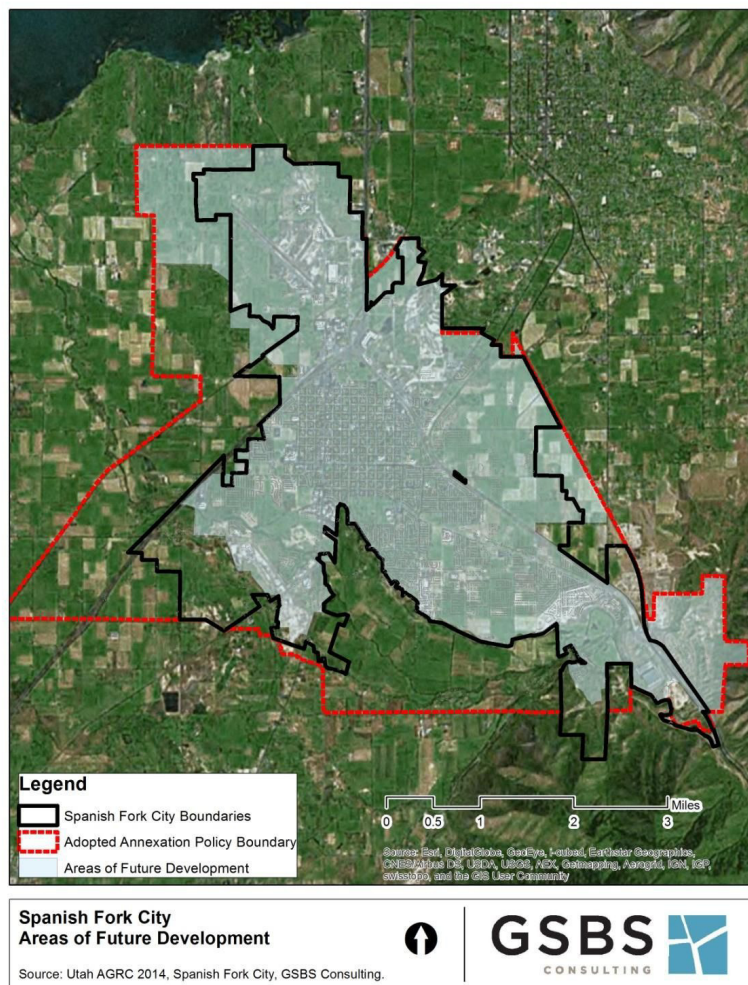 Legend
Spanish Fork City Boundaries
Adopted Annexation Policy Boundary
Areas of Future Development
Miles
0 0.5 1 2 3
Source: Esri, DigitalGlobe, GeoEye, i-cubed, Earthstar Geographics,
CNES/Airbus DS, USDA, USGS, AEX, Getmapping, Aerogrid, IGN, IGP,
swisstopo, and the GIS User Community
Spanish Fork City
Areas of Future Development
Source: Utah AGRC 2014, Spanish Fork City, GSBS Consulting.
GSBS
CONSULTING